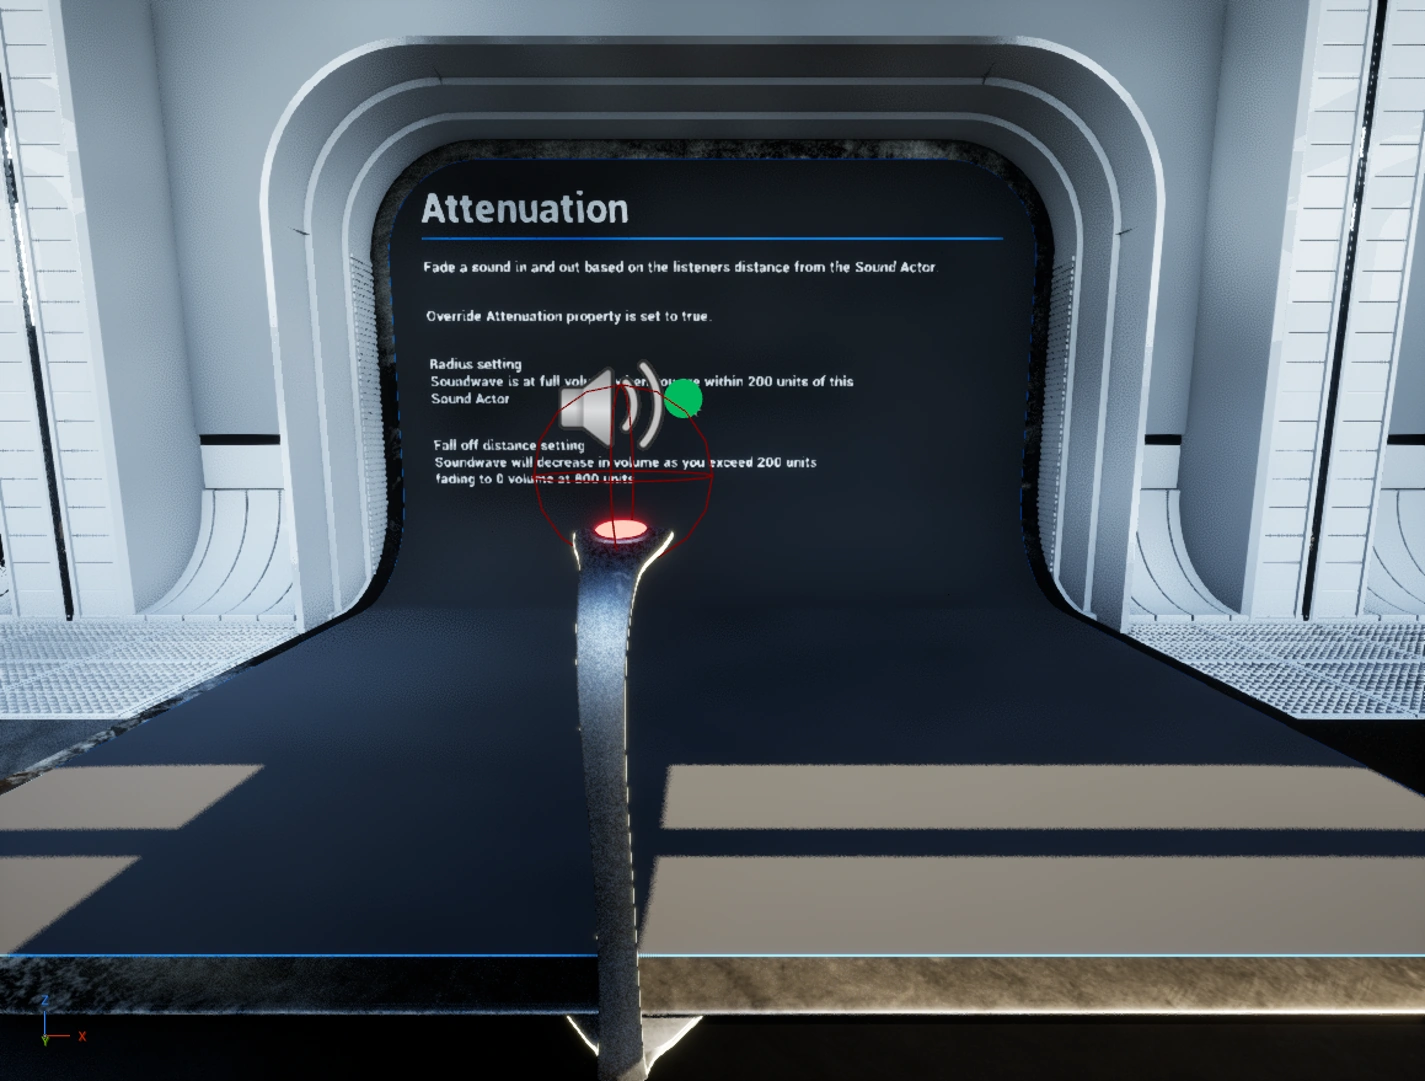 Attenuation
Fade a sound in and out based on the listeners distance from the Sound Actor.
Override Attenuation property is set to true.
Radius setting
Soundwave is at full within 200 units of this
Sound Actor
Fall off distance setting
Soundwave will decrease in volume as you exceed 200 units
fading to 0 volume at 800 units
Z
X
Y